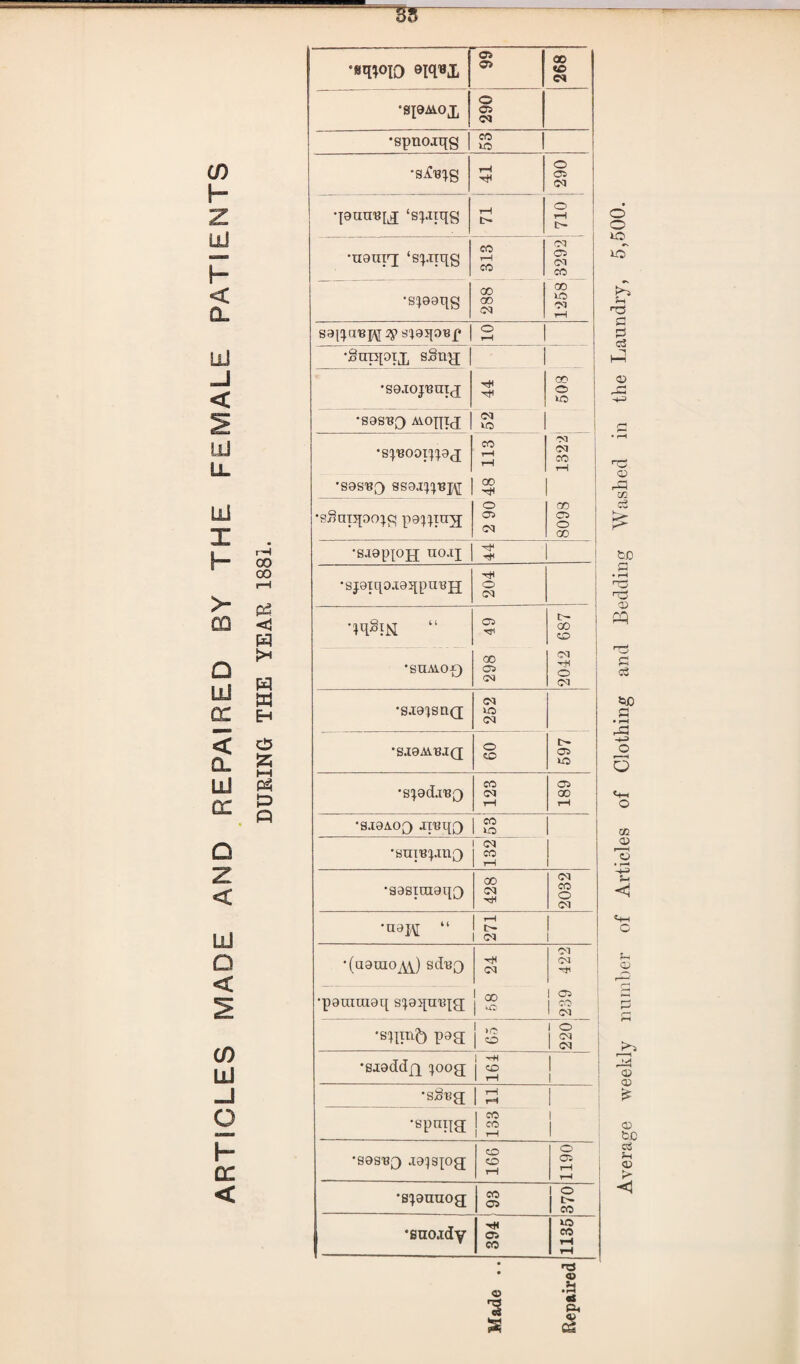 33
ARTICLES MADE AND REPAIRED BY THE FEMALE PATIENTS
DURING THE YEAR 1881.
Made .. Repaired
Aprons. 394 1135
Bonnets. 93 370
Bolster Cases. 166 1190
Blinds. 133
Bags. 11
Boot Uppers. 164
Bed Quilts. 65 220
Blankets hemmed. 58 239
Caps (Women). 24 422
" Men. 271
Chemises. 428 2032
Curtains. 132
Chair Covers. 53
Carpets. 123 189
Drawers. 60 597
Dusters. 252
Gowns. 298 2042
" Night. 49 687
Handkerchiefs. 204
Iron Holders. 44
Knitted Stockings. 290 8098
Mattress Cases. 48
Petticoats. 113 1322
Pillow Cases. 52
Pinafores. 44 508
Rugs Ticking.
Jackets & Mantles 10
Sheets. 288 1258
Shirts, Linen. 313 3292
Shirts, Flannel. 71 710
Stays. 41 290
Shrouds. 53
Towels. 290
Table Cloths. 99 268
Average weekly number of Articles of Clothing and Bedding Washed in the Laundry, 5,500.